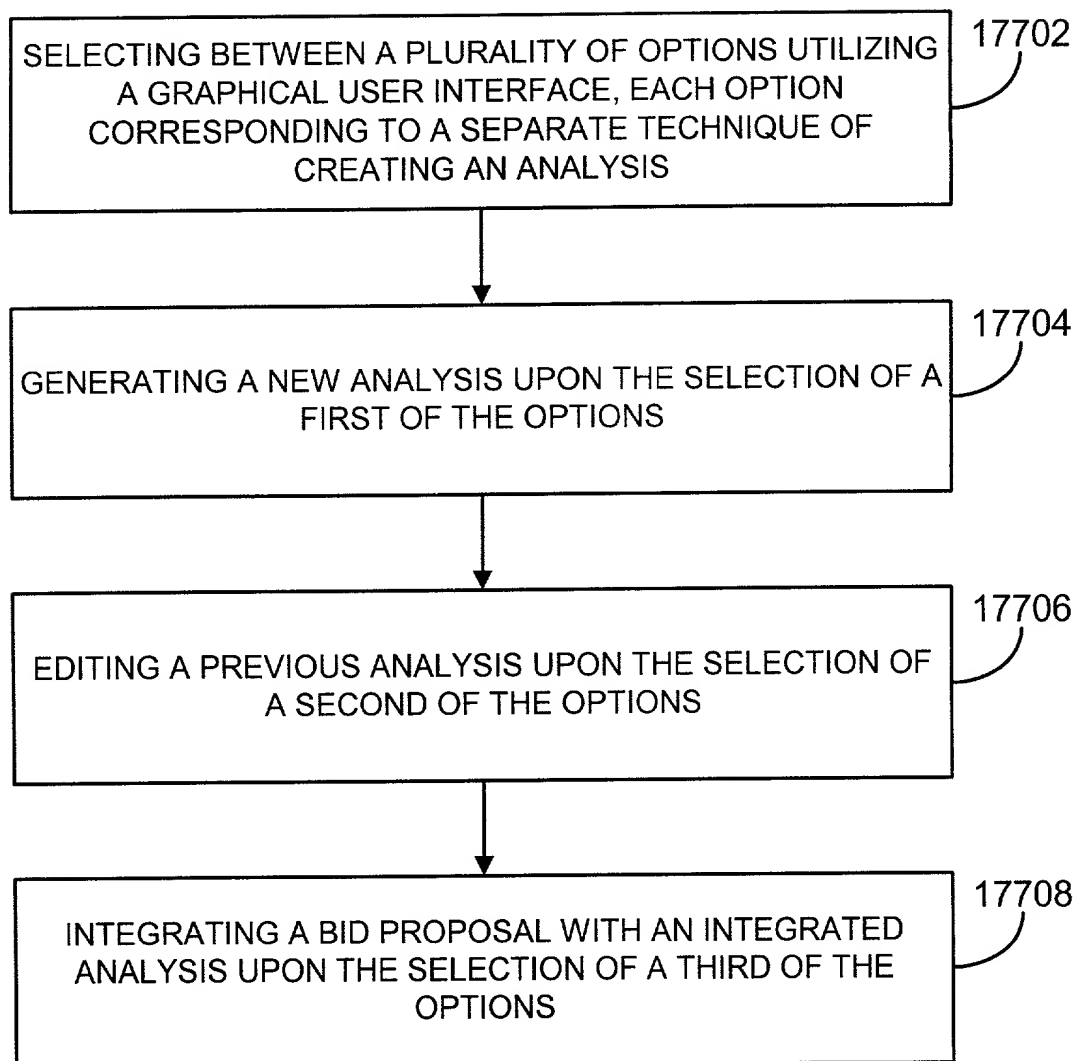 SELECTING BETWEEN A PLURALITY OF OPTIONS UTILIZING
A GRAPHICAL USER INTERFACE, EACH OPTION
CORRESPONDING TO A SEPARATE TECHNIQUE OF
CREATING AN ANALYSIS
17702
GENERATING A NEW ANALYSIS UPON THE SELECTION OF A
FIRST OF THE OPTIONS
17704
EDITING A PREVIOUS ANALYSIS UPON THE SELECTION OF
A SECOND OF THE OPTIONS
17706
INTEGRATING A BID PROPOSAL WITH AN INTEGRATED
ANALYSIS UPON THE SELECTION OF A THIRD OF THE
OPTIONS
17708